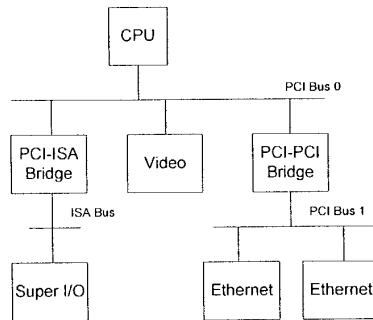 CPU
PCI Bus 0
PCI-ISA
Bridge
Video
PCI-PCI
Bridge
ISA Bus
PCI Bus 1
Super I/O
Ethernet
Ethernet